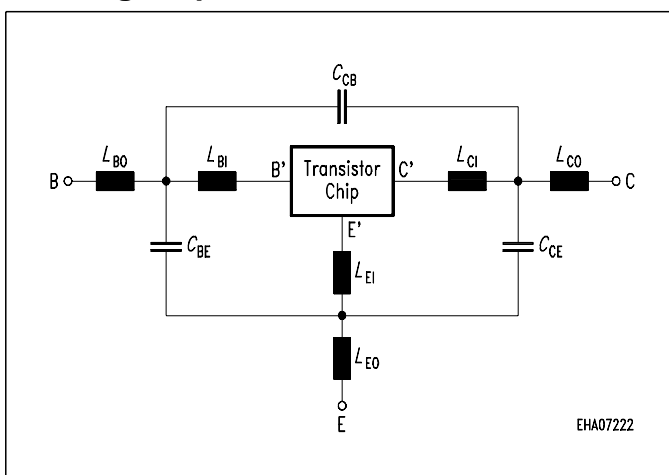 C_CB
L_BO
L_BI
B'
Transistor
Chip
C'
L_CI
L_CO
B
C
E'
C_BE
C_CE
L_EI
L_EO
E
EHA07222